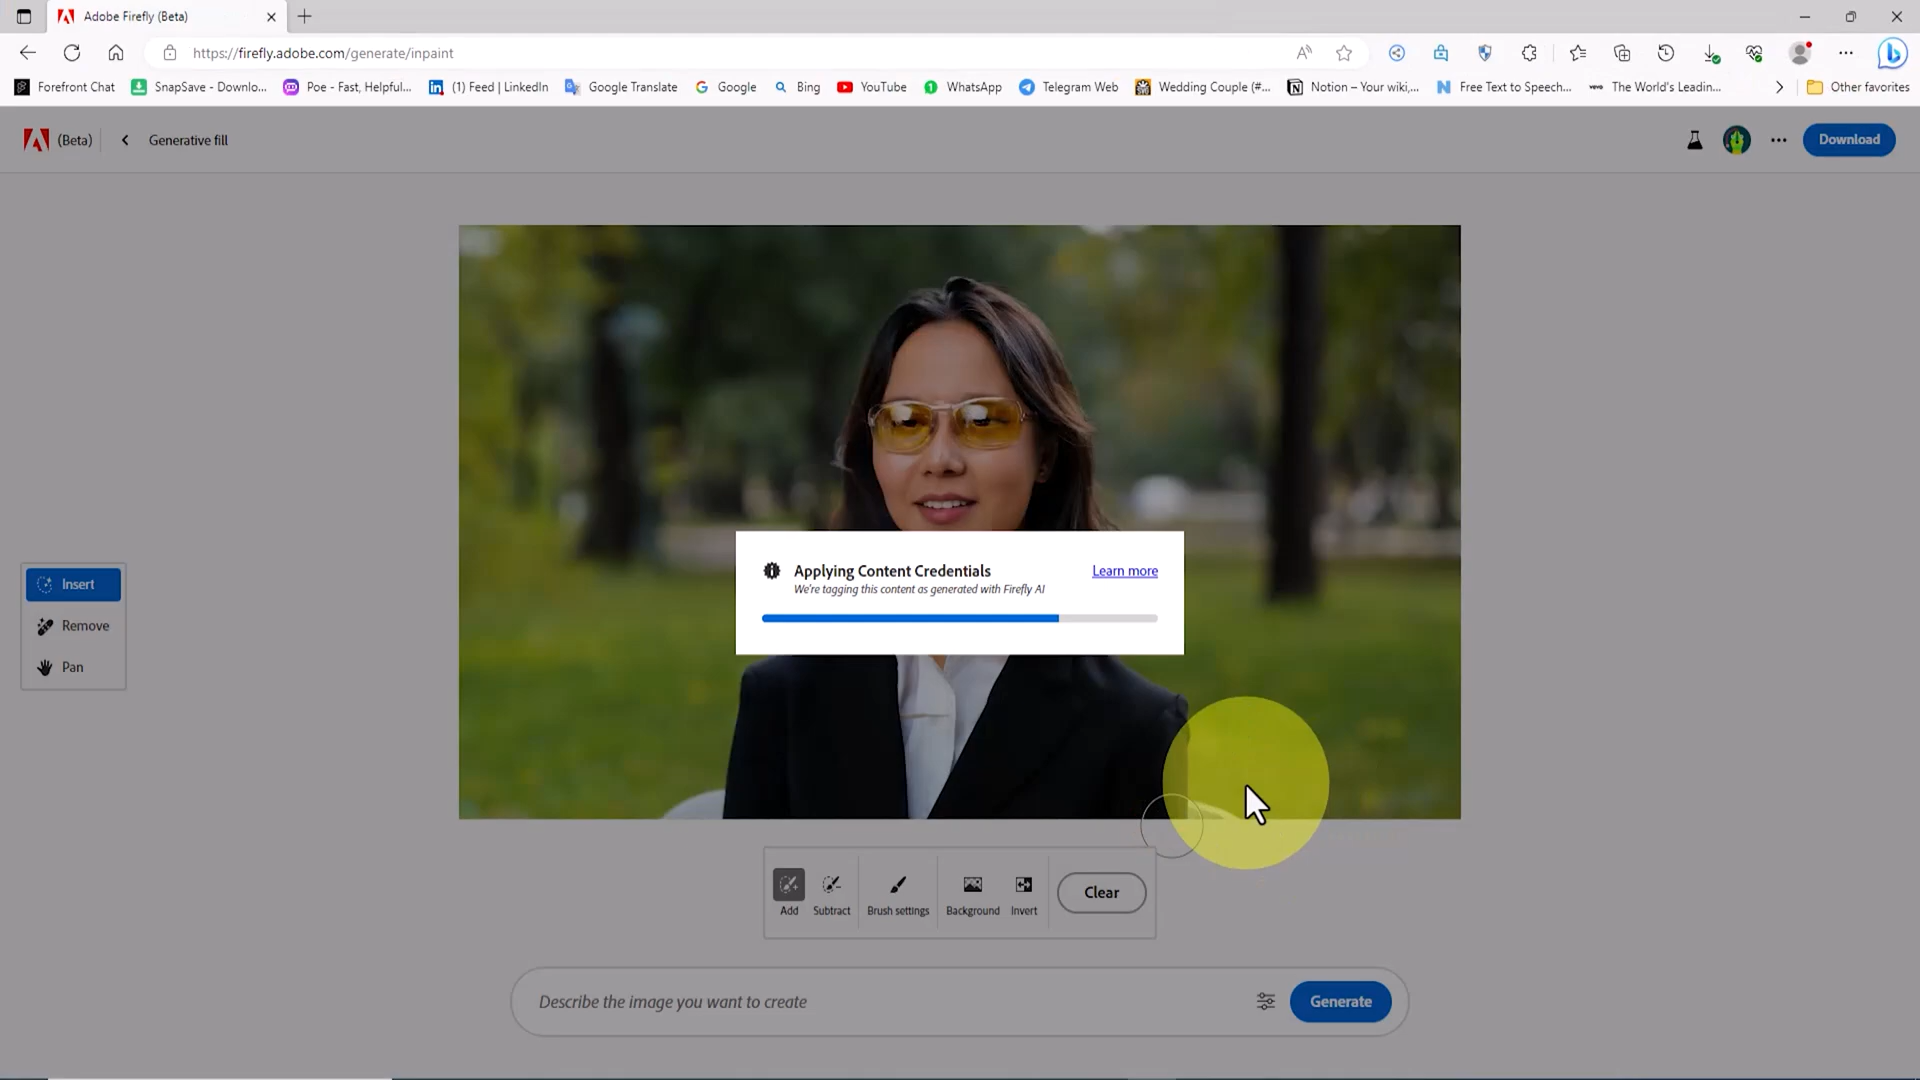 Adobe Firefly (Beta)
https://firefly.adobe.com/generate/inpaint
Forefront Chat
SnapSave - Downlo...
Poe - Fast, Helpful...
(1) Feed | LinkedIn
Google Translate
Google
Bing
YouTube
WhatsApp
Telegram Web
Wedding Couple (#...
Notion – Your wiki,...
Free Text to Speech...
The World's Leadin...
Other favorites
(Beta)
Generative fill
Download
Applying Content Credentials
Learn more
We're tagging this content as generated with Firefly AI
Insert
Remove
Pan
Add
Subtract
Brush settings
Background
Invert
Clear
Describe the image you want to create
Generate